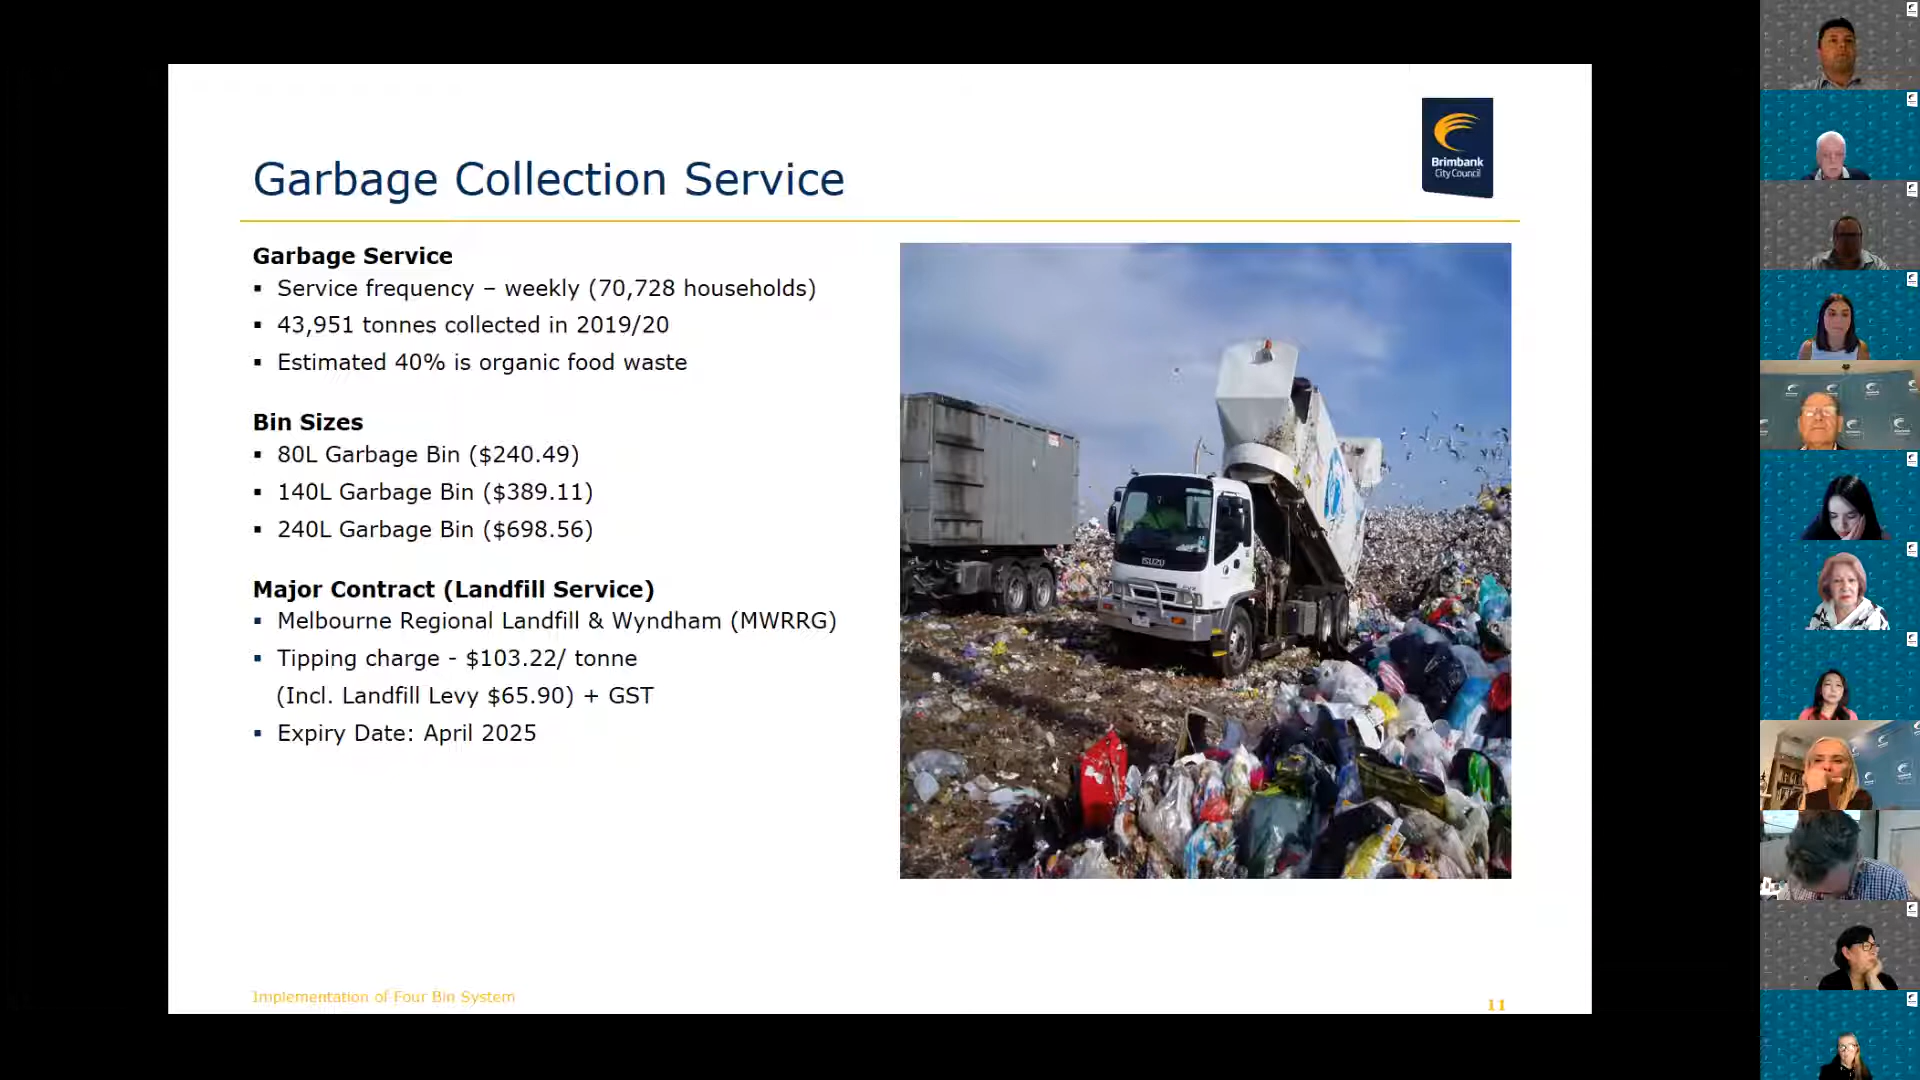 Brimbank
City Council
Garbage Collection Service
Garbage Service
▪ Service frequency – weekly (70,728 households)
▪ 43,951 tonnes collected in 2019/20
▪ Estimated 40% is organic food waste
Bin Sizes
▪ 80L Garbage Bin ($240.49)
▪ 140L Garbage Bin ($389.11)
▪ 240L Garbage Bin ($698.56)
Major Contract (Landfill Service)
▪ Melbourne Regional Landfill & Wyndham (MWRRG)
▪ Tipping charge - $103.22/ tonne
(Incl. Landfill Levy $65.90) + GST
▪ Expiry Date: April 2025
ISUZU
Implementation of Four Bin System
11